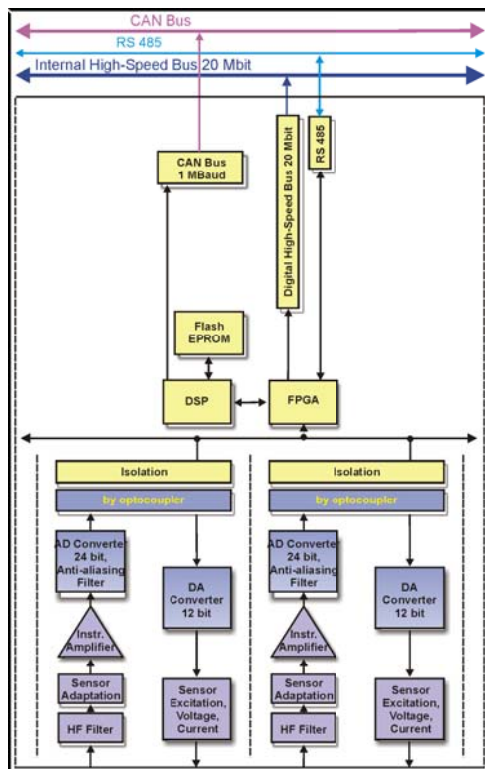 CAN Bus
RS 485
Internal High-Speed Bus 20 Mbit
CAN Bus
1 MBaud
Digital High-Speed Bus 20 Mbit
RS 485
Flash
EPROM
DSP
FPGA
Isolation
by optocoupler
AD Converter
24 bit,
Anti-aliasing
Filter
DA
Converter
12 bit
Instr.
Amplifier
Sensor
Adaptation
HF Filter
Sensor
Excitation,
Voltage,
Current
Isolation
by optocoupler
AD Converter
24 bit,
Anti-aliasing
Filter
DA
Converter
12 bit
Instr.
Amplifier
Sensor
Adaptation
HF Filter
Sensor
Excitation,
Voltage,
Current